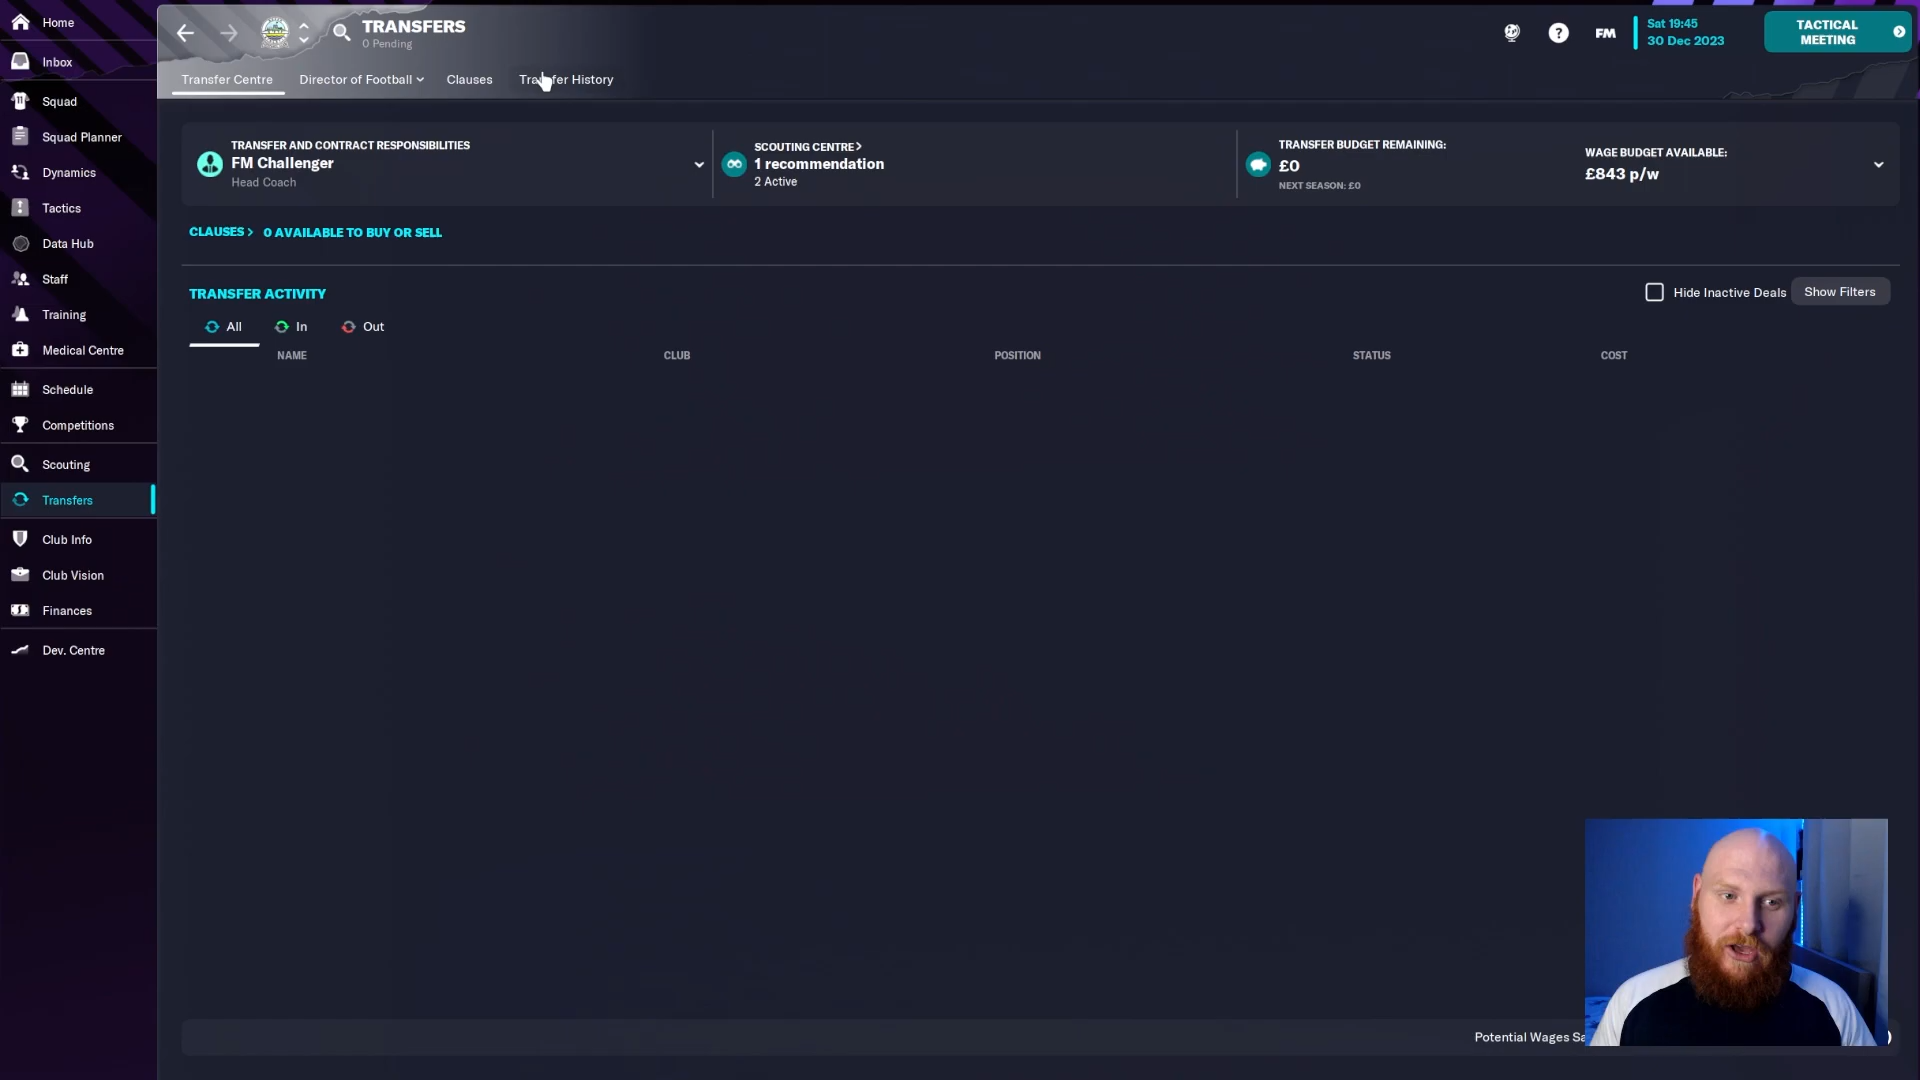 Home
Inbox
Squad
Squad Planner
Dynamics
Tactics
Data Hub
Staff
Training
Medical Centre
Schedule
Competitions
Scouting
Transfers
Club Info
Club Vision
Finances
Dev. Centre
TRANSFERS
0 Pending
?
FM
Sat 19:45
30 Dec 2023
TACTICAL
MEETING
Transfer Centre
Director of Football
Clauses
Transfer History
TRANSFER AND CONTRACT RESPONSIBILITIES
FM Challenger
Head Coach
SCOUTING CENTRE >
1 recommendation
2 Active
TRANSFER BUDGET REMAINING:
£0
NEXT SEASON: £0
WAGE BUDGET AVAILABLE:
£843 p/w
CLAUSES > 0 AVAILABLE TO BUY OR SELL
TRANSFER ACTIVITY
Hide Inactive Deals
Show Filters
All
In
Out
NAME
CLUB
POSITION
STATUS
COST
Potential Wages